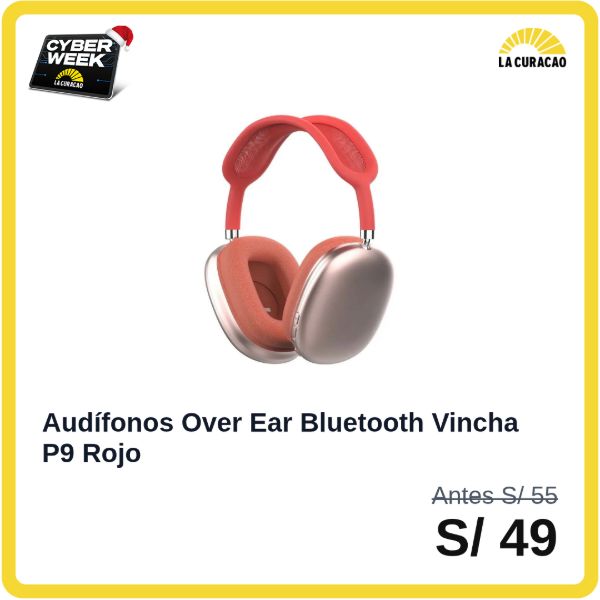 CYBER
WEEK
LA CURACAO
LA CURACAO
Audífonos Over Ear Bluetooth Vincha
P9 Rojo
Antes S/ 55
S/ 49